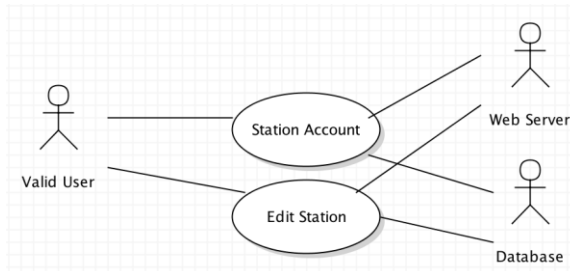 Station Account
Web Server
Valid User
Edit Station
Database